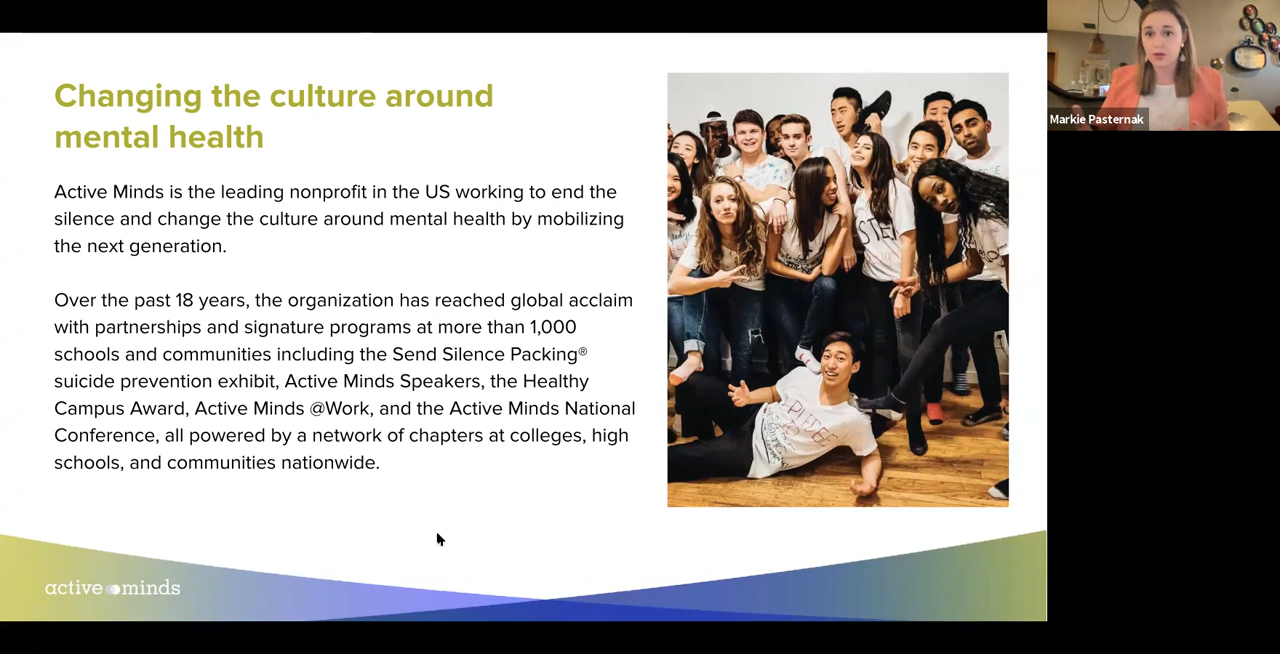 Changing the culture around
mental health
Active Minds is the leading nonprofit in the US working to end the
silence and change the culture around mental health by mobilizing
the next generation.
Over the past 18 years, the organization has reached global acclaim
with partnerships and signature programs at more than 1,000
schools and communities including the Send Silence Packing®
suicide prevention exhibit, Active Minds Speakers, the Healthy
Campus Award, Active Minds @Work, and the Active Minds National
Conference, all powered by a network of chapters at colleges, high
schools, and communities nationwide.
active minds
Markie Pasternak
PLEDGE